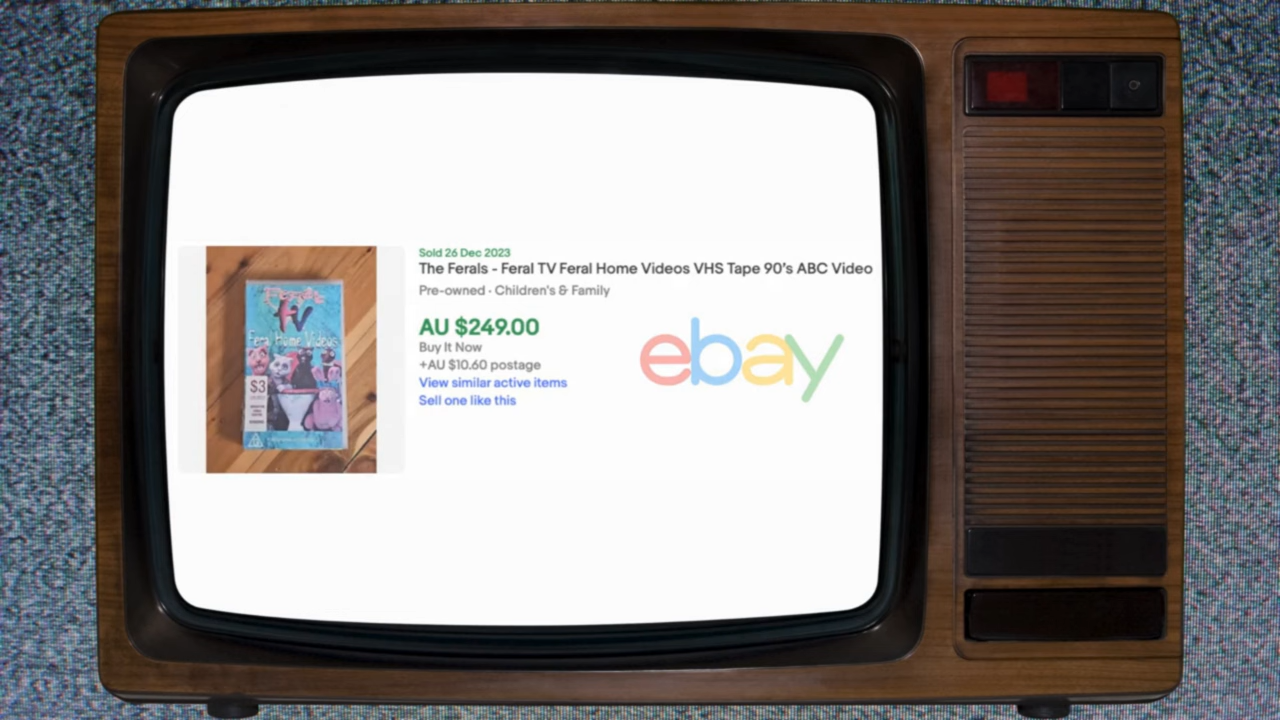 Sold 26 Dec 2023
The Ferals - Feral TV Feral Home Videos VHS Tape 90's ABC Video
Pre-owned · Children's & Family
AU $249.00
Buy It Now
+AU $10.60 postage
View similar active items
Sell one like this
ebay
TV
Feral Home Videos
$3